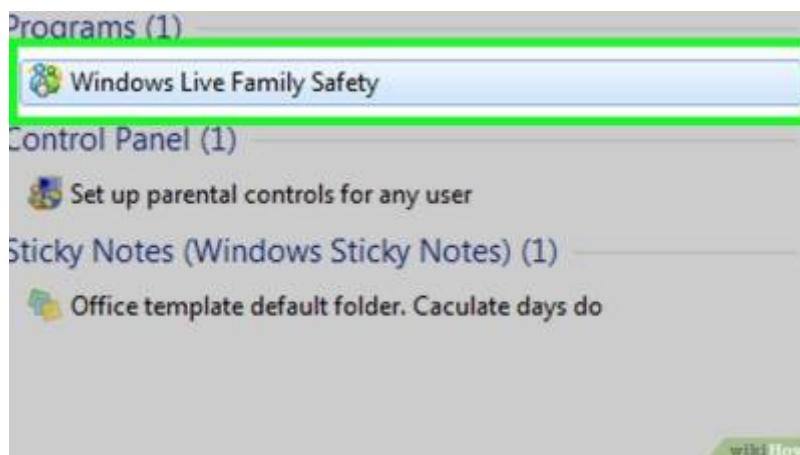 Programs (1)
Windows Live Family Safety
Control Panel (1)
Set up parental controls for any user
Sticky Notes (Windows Sticky Notes) (1)
Office template default folder. Caculate days do
wikiHow